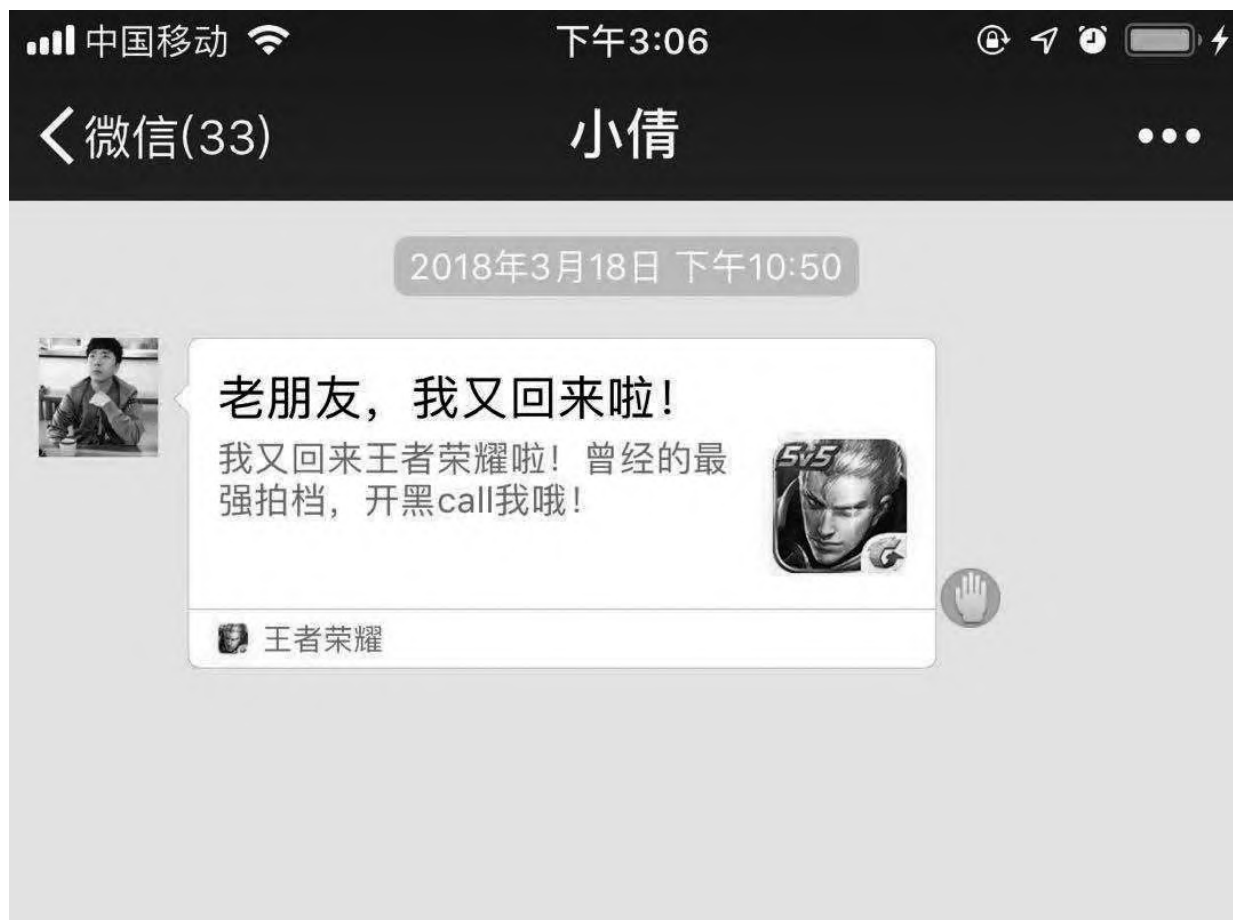 中国移动
下午3:06
微信(33)
小倩
2018年3月18日 下午10:50
老朋友，我又回来啦！
我又回来王者荣耀啦！曾经的最
强拍档，开黑call我哦！
5v5
王者荣耀